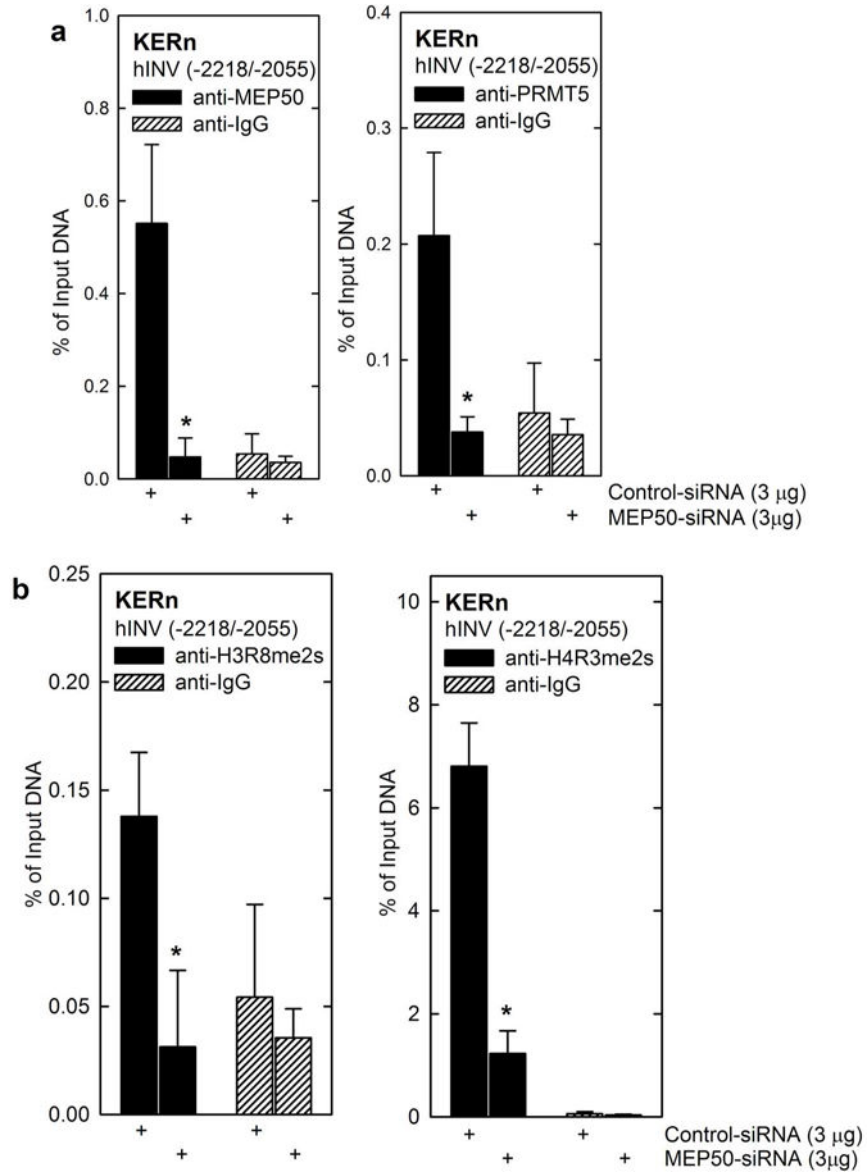 a
1.0
0.8
0.6
0.4
0.2
0.0
% of Input DNA
KERn
hINV (-2218/-2055)
anti-MEP50
anti-IgG
*
+ +
+ +
0.4
0.3
0.2
0.1
0.0
% of Input DNA
KERn
hINV (-2218/-2055)
anti-PRMT5
anti-IgG
*
+ + Control-siRNA (3 μg)
+ + MEP50-siRNA (3μg)
b
0.25
0.20
0.15
0.10
0.05
0.00
% of Input DNA
KERn
hINV (-2218/-2055)
anti-H3R8me2s
anti-IgG
*
+ +
+ +
10
8
6
4
2
0
% of Input DNA
KERn
hINV (-2218/-2055)
anti-H4R3me2s
anti-IgG
*
+ + Control-siRNA (3 μg)
+ + MEP50-siRNA (3μg)